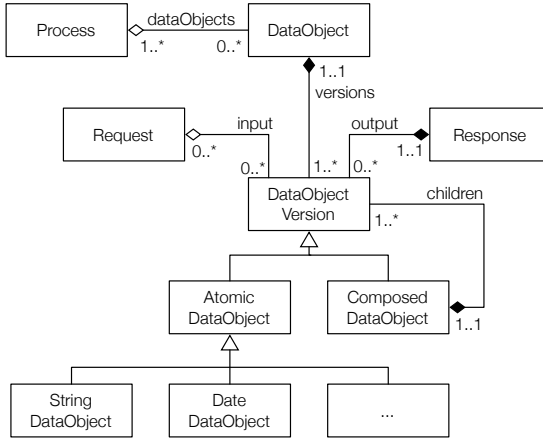 Process
dataObjects
1..*
0..*
DataObject
1..1
versions
Request
input
0..*
0..*
1..*
output
0..*
1..1
Response
DataObject
Version
children
1..*
Atomic
DataObject
Composed
DataObject
1..1
String
DataObject
Date
DataObject
...